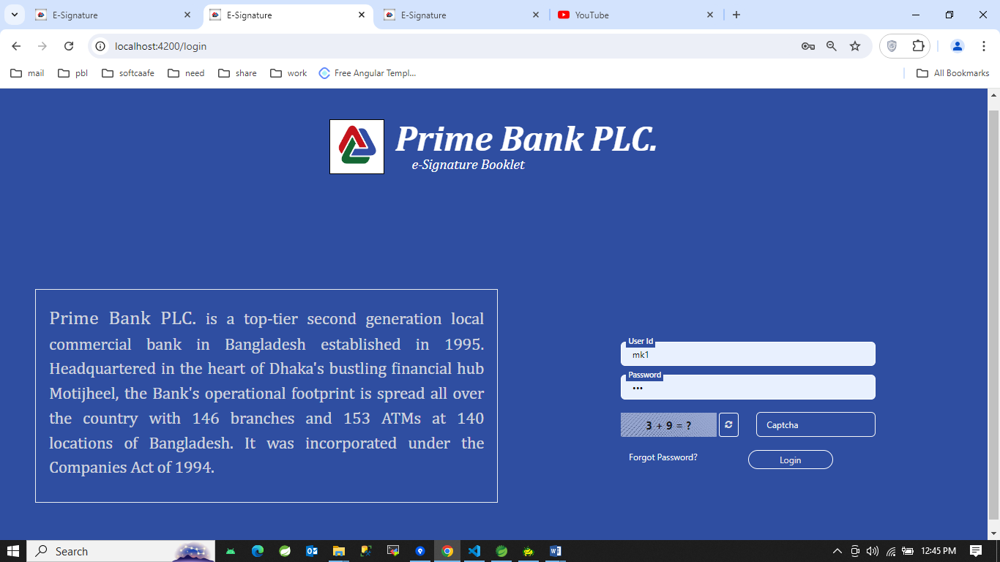 E-Signature
E-Signature
E-Signature
YouTube
localhost:4200/login
mail
pbl
softcaafe
need
share
work
Free Angular Templ...
All Bookmarks
Prime Bank PLC.
e-Signature Booklet
Prime Bank PLC. is a top-tier second generation local
commercial bank in Bangladesh established in 1995.
Headquartered in the heart of Dhaka's bustling financial hub
Motijheel, the Bank's operational footprint is spread all over
the country with 146 branches and 153 ATMs at 140
locations of Bangladesh. It was incorporated under the
Companies Act of 1994.
User Id
mk1
Password
•••
3 + 9 = ?
Captcha
Forgot Password?
Login
Search
12:45 PM